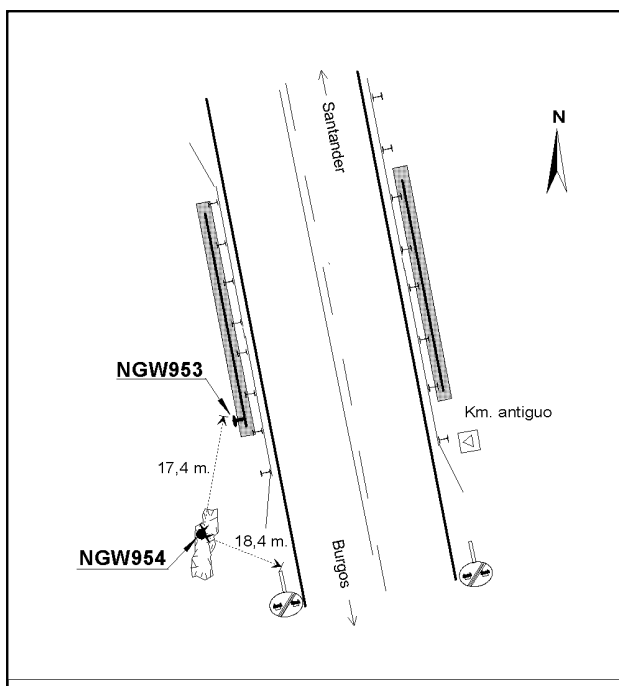 Santander
N
NGW953
Km. antiguo
17,4 m.
NGW954
18,4 m.
Burgos